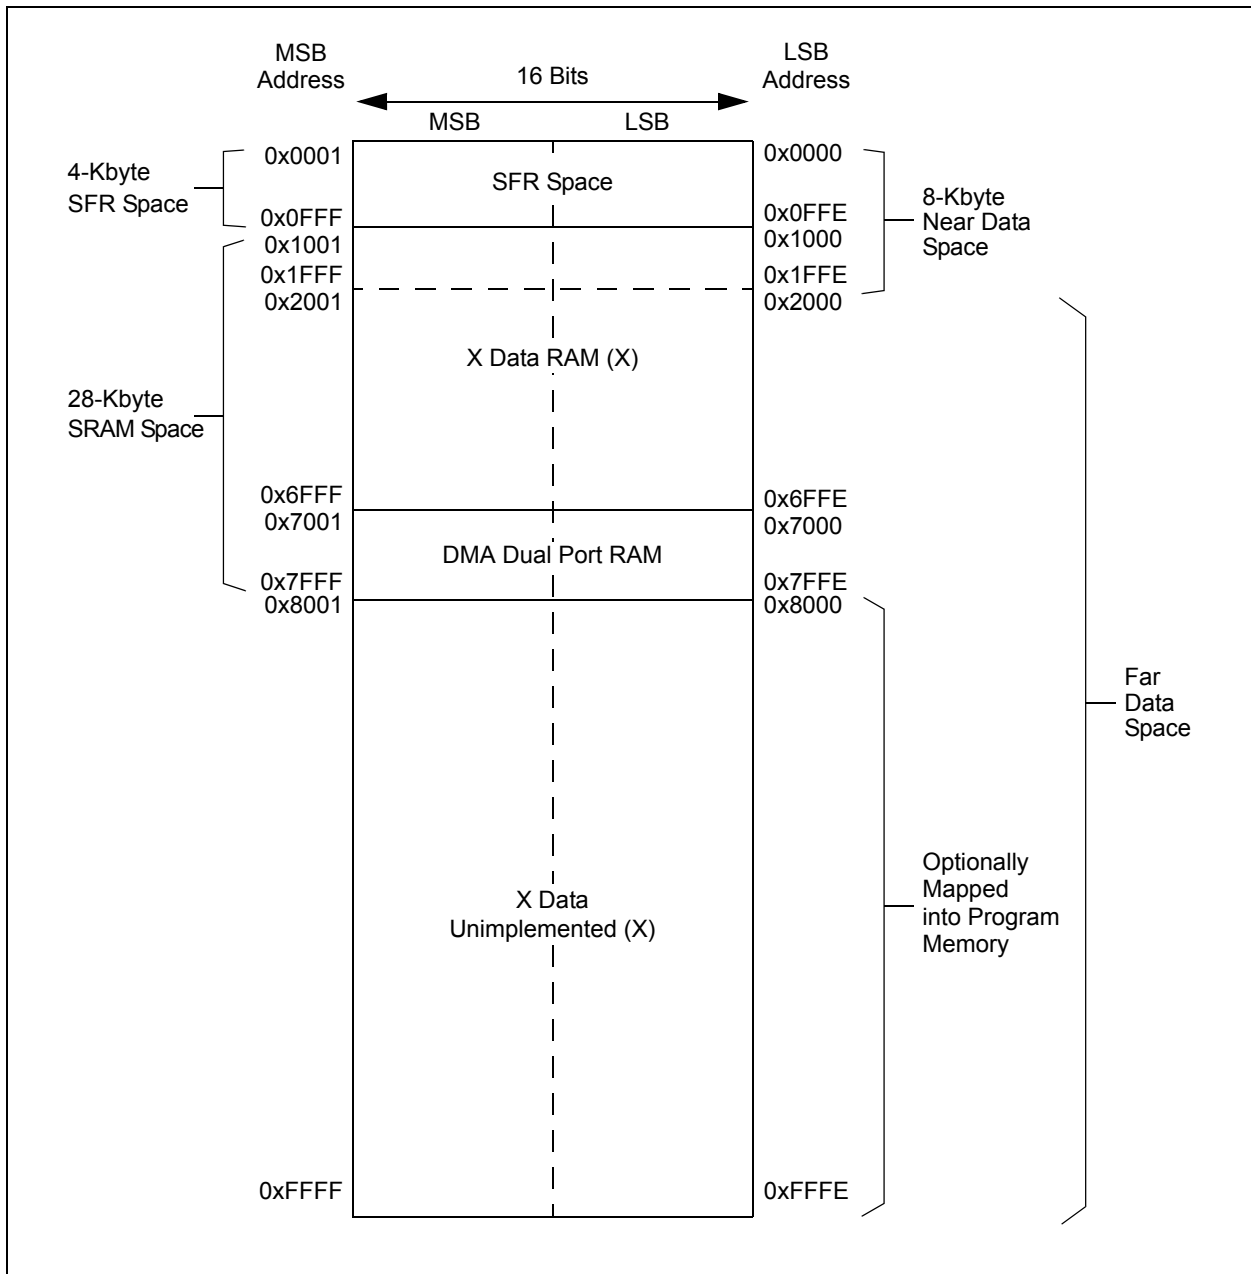 MSB
Address
16 Bits
LSB
Address
MSB
LSB
4-Kbyte
SFR Space
0x0001
0x0FFF
0x1001
0x1FFF
0x2001
28-Kbyte
SRAM Space
0x6FFF
0x7001
0x7FFF
0x8001
0xFFFF
SFR Space
X Data RAM (X)
DMA Dual Port RAM
X Data
Unimplemented (X)
0x0000
0x0FFE
0x1000
0x1FFE
0x2000
0x6FFE
0x7000
0x7FFE
0x8000
0xFFFE
8-Kbyte
Near Data
Space
Optionally
Mapped
into Program
Memory
Far
Data
Space